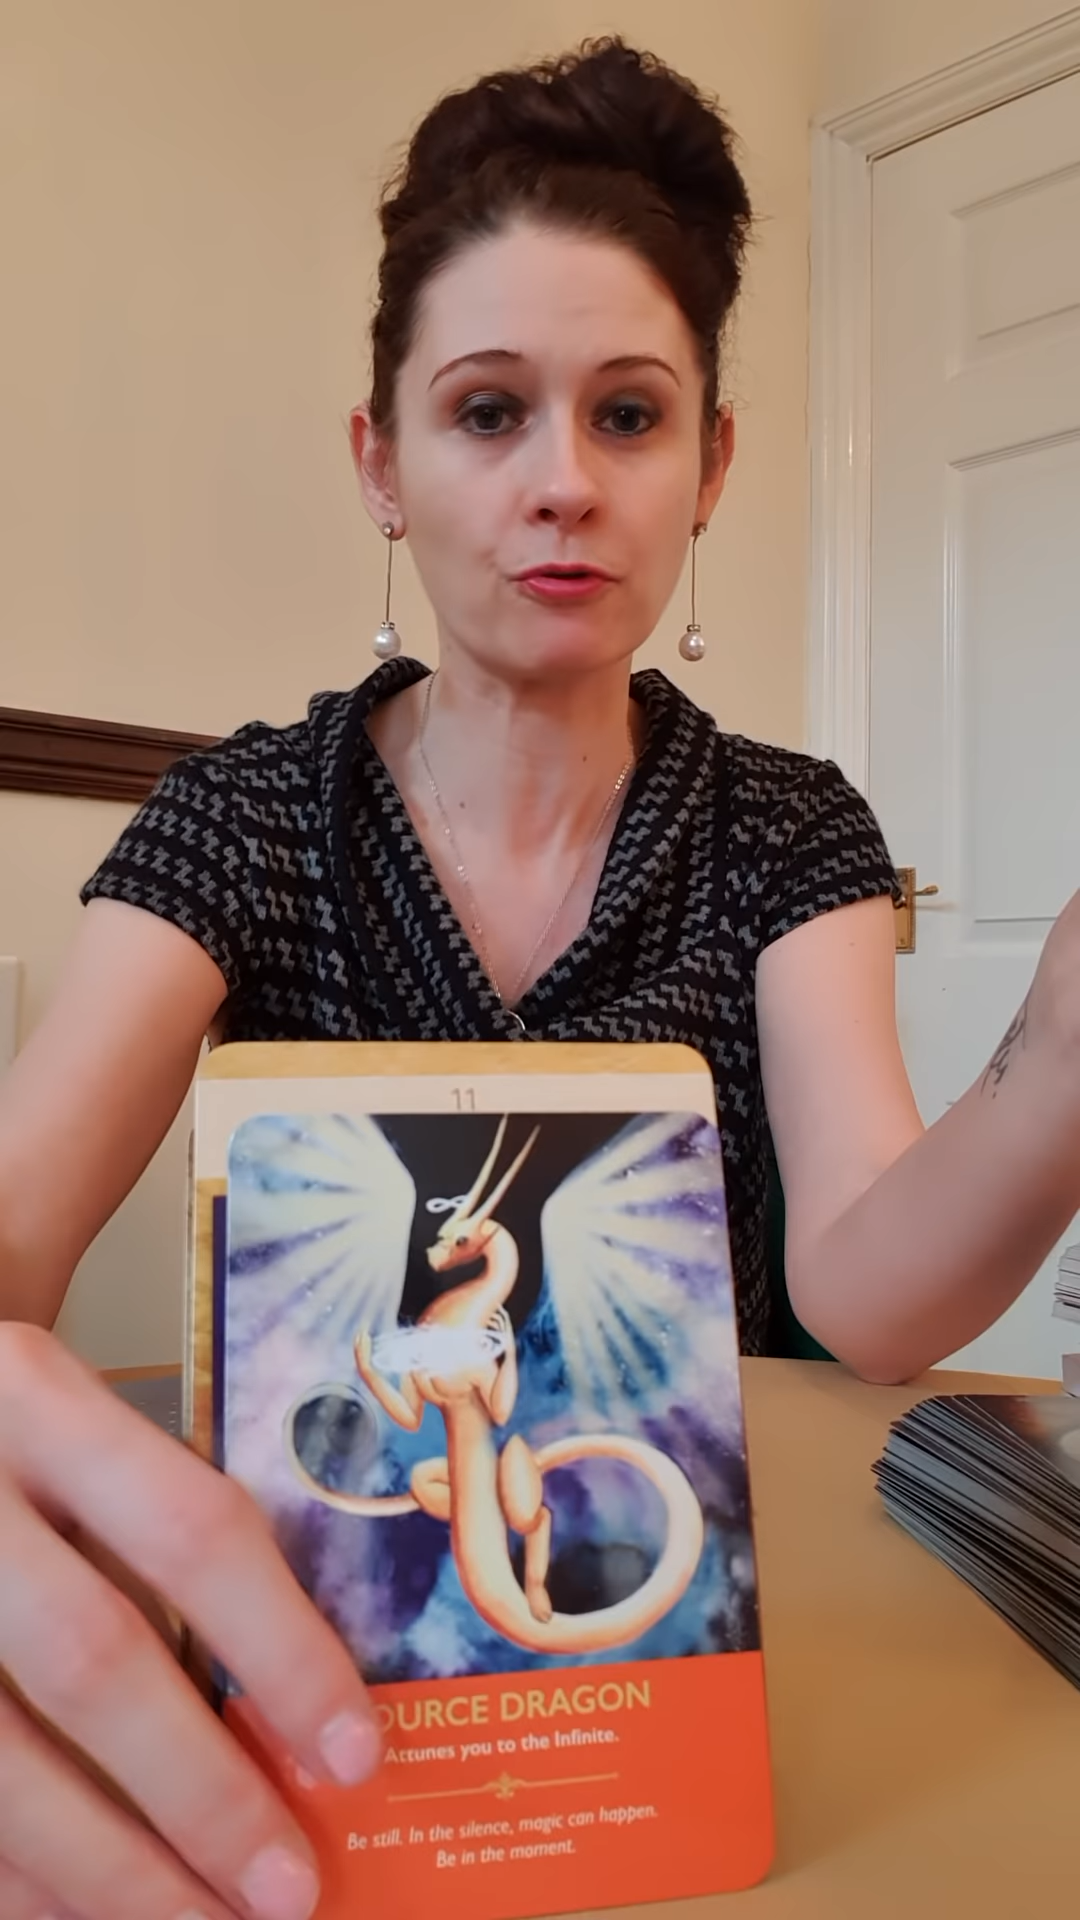 11
OURCE DRAGON
Attunes you to the Infinite.
Be still. In the silence, magic can happen.
Be in the moment.